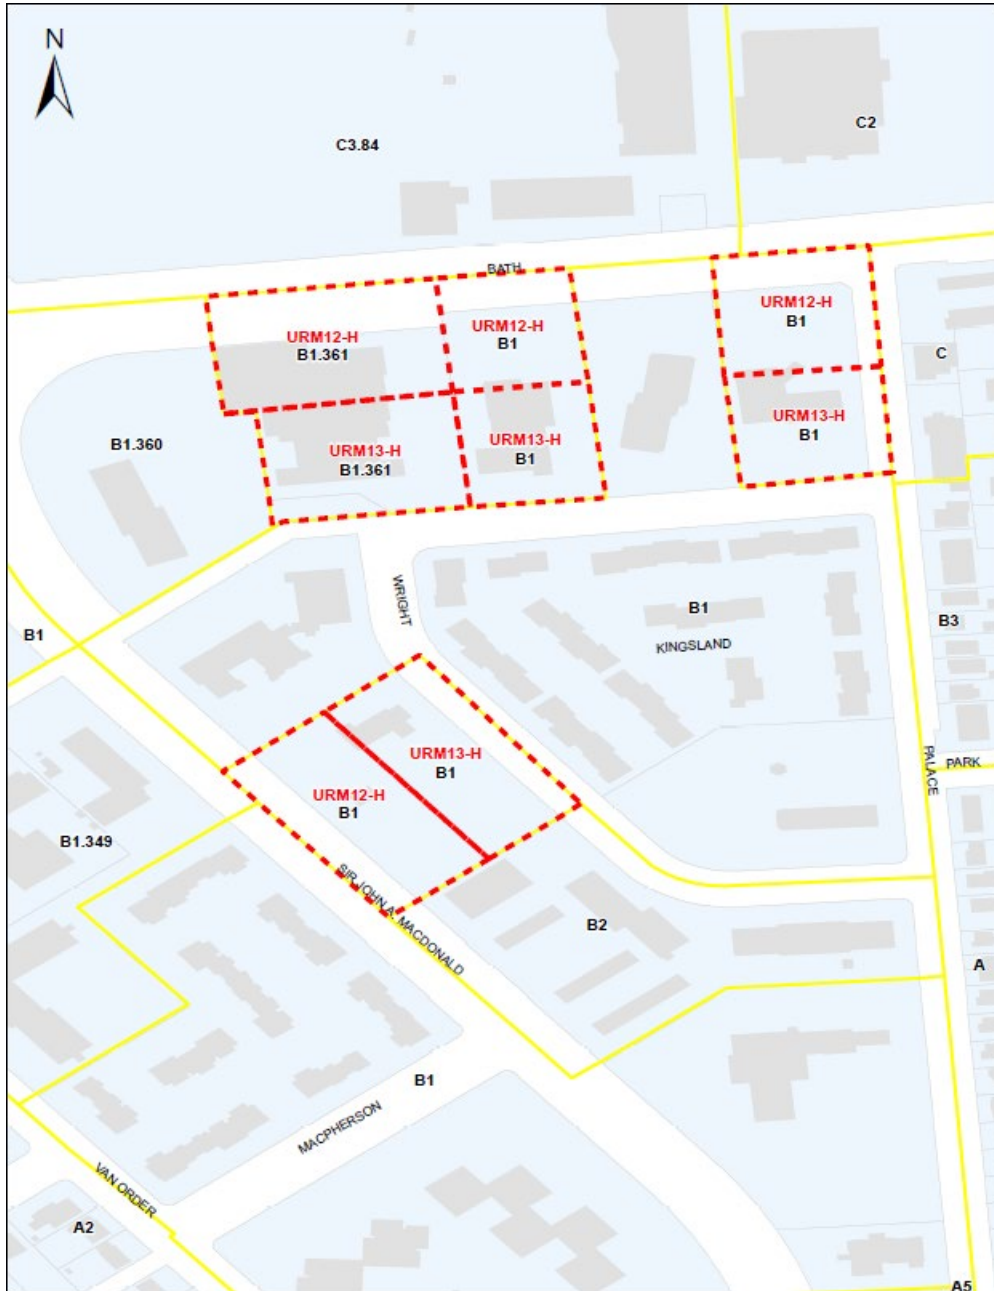 N
C2
C3.84
BATH
URM12-H
B1.361
URM12-H
B1
URM12-H
B1
C
URM13-H
B1.361
URM13-H
B1
URM13-H
B1
B1.360
WRIGHT
B1
KINGSLAND
B3
B1
URM13-H
B1
URM12-H
B1
PALACE
PARK
B1.349
SIR JOHN A. MACDONALD
B2
A
B1
MACPHERSON
VAN ORDER
A2
A5